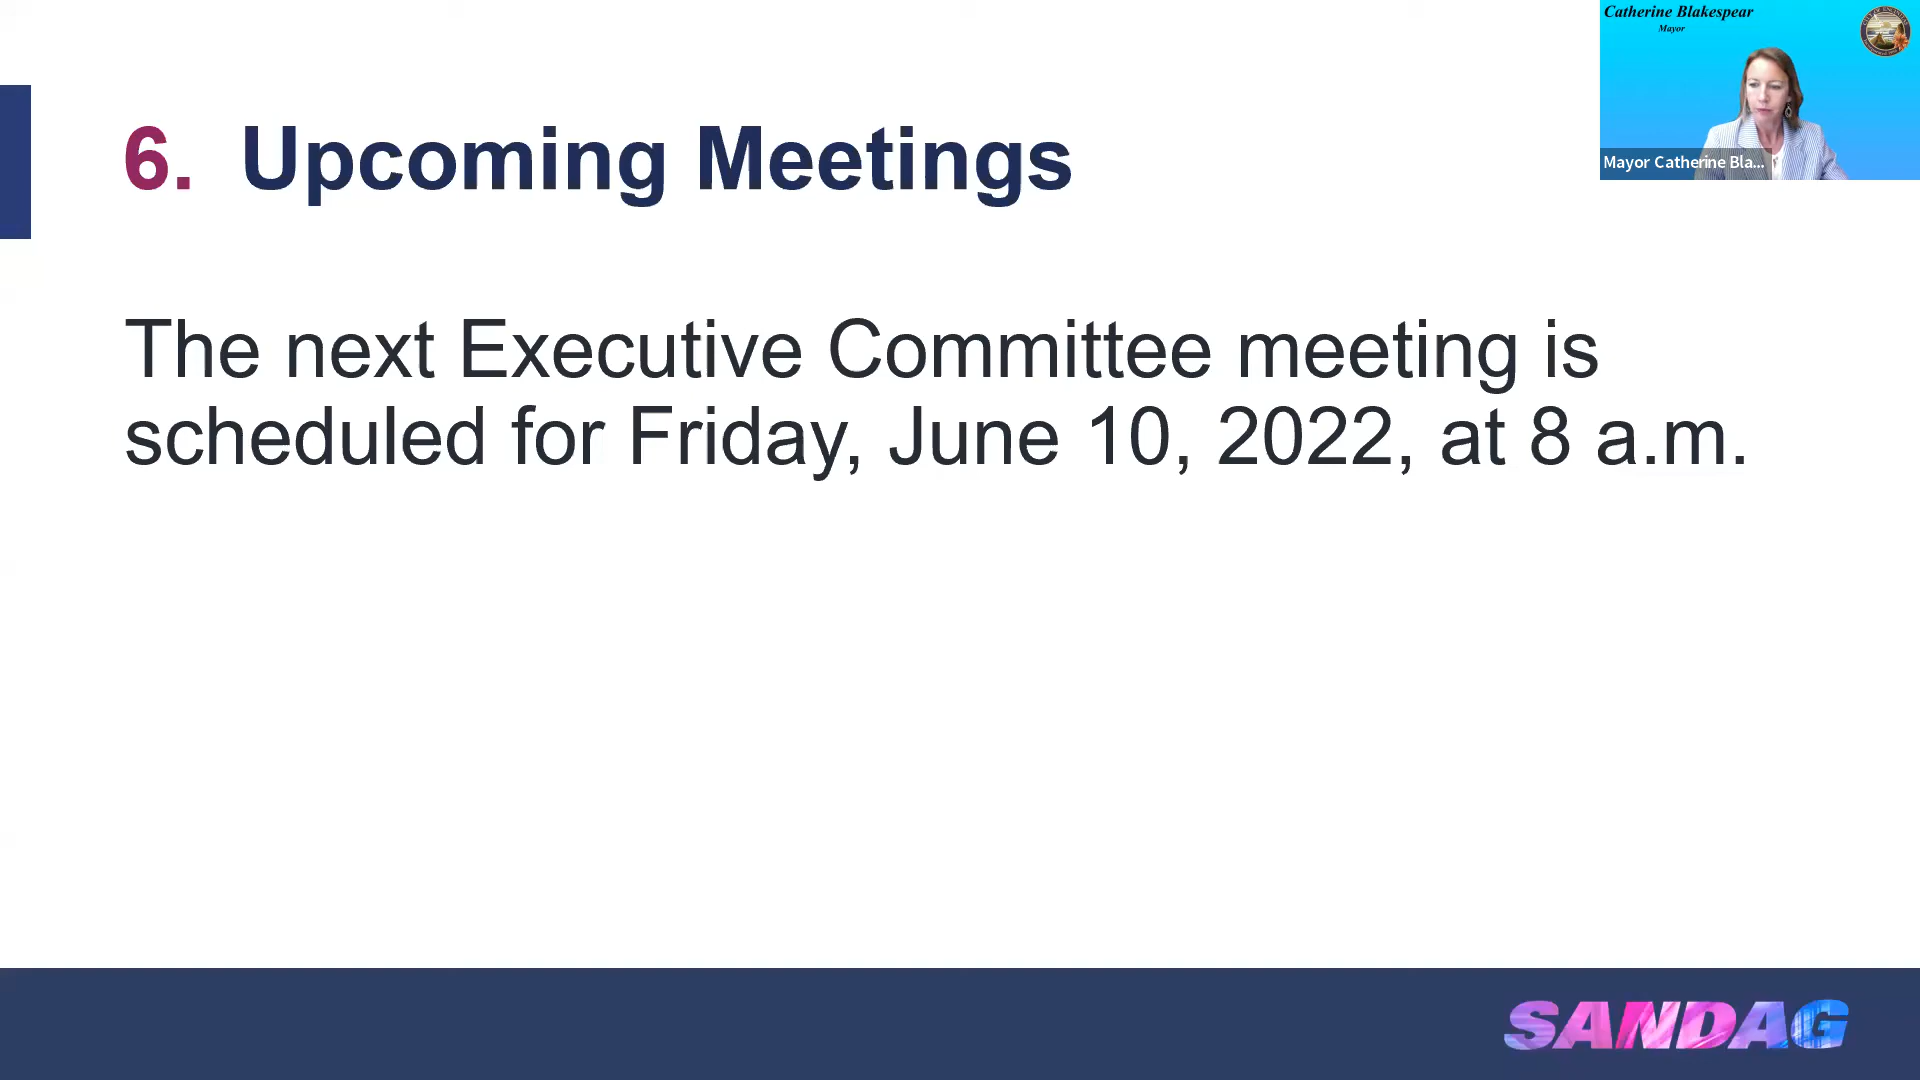 Catherine Blakespear
Mayor
Mayor Catherine Bla...
6. Upcoming Meetings
The next Executive Committee meeting is
scheduled for Friday, June 10, 2022, at 8 a.m.
SANDAG